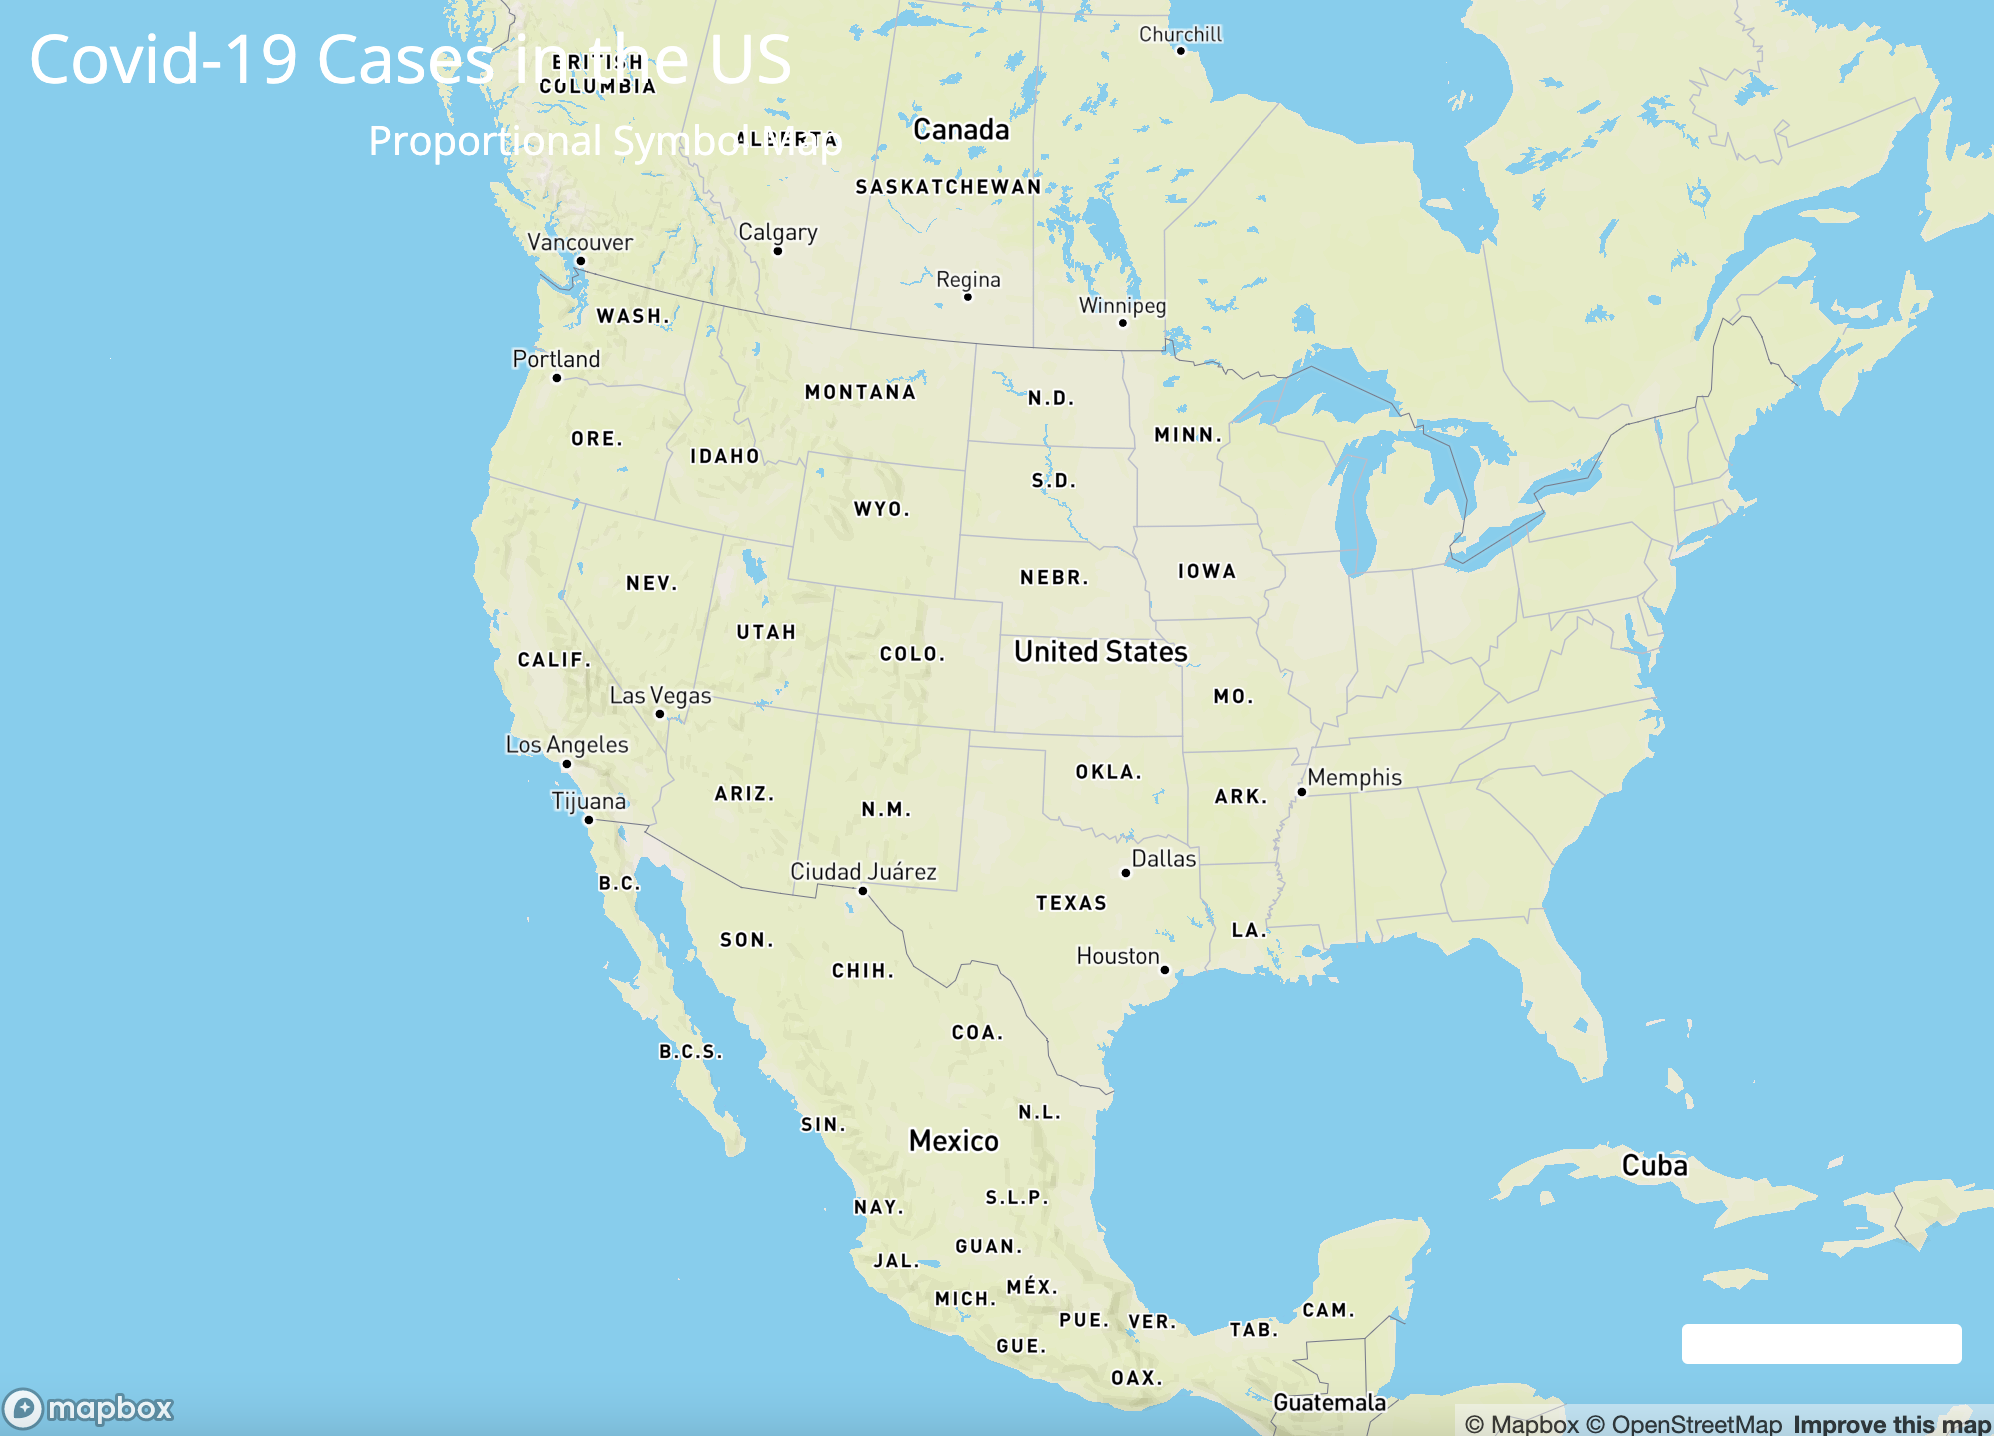 Covid-19 Cases in the US
Proportional Symbol Map
Churchill
BRITISH
COLUMBIA
ALBERTA
Canada
SASKATCHEWAN
Vancouver
Calgary
Regina
Winnipeg
WASH.
Portland
MONTANA
N.D.
ORE.
IDAHO
MINN.
S.D.
WYO.
NEV.
NEBR.
IOWA
UTAH
CALIF.
COLO.
United States
Las Vegas
MO.
Los Angeles
OKLA.
Memphis
Tijuana
ARIZ.
N.M.
ARK.
Ciudad Juárez
Dallas
B.C.
TEXAS
SON.
LA.
CHIH.
Houston
COA.
B.C.S.
SIN.
N.L.
Mexico
Cuba
NAY.
S.L.P.
JAL.
GUAN.
MICH.
MÉX.
PUE.
VER.
TAB.
CAM.
GUE.
OAX.
Guatemala
mapbox
© Mapbox © OpenStreetMap Improve this map